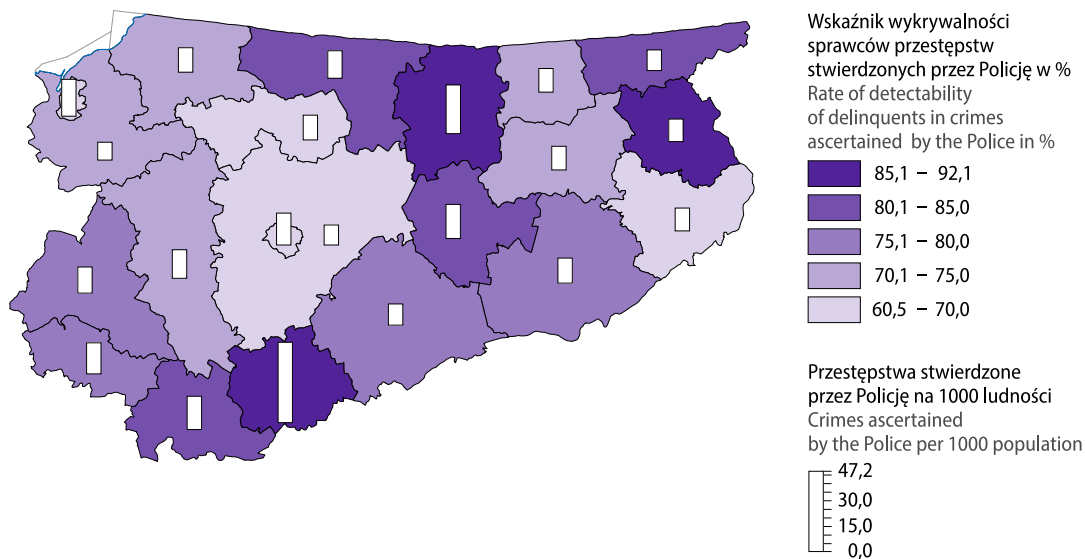 Wskaźnik wykrywalności
sprawców przestępstw
stwierdzonych przez Policję w %
Rate of detectability
of delinquents in crimes
ascertained by the Police in %
85,1 – 92,1
80,1 – 85,0
75,1 – 80,0
70,1 – 75,0
60,5 – 70,0
Przestępstwa stwierdzone
przez Policję na 1000 ludności
Crimes ascertained
by the Police per 1000 population
47,2
30,0
15,0
0,0